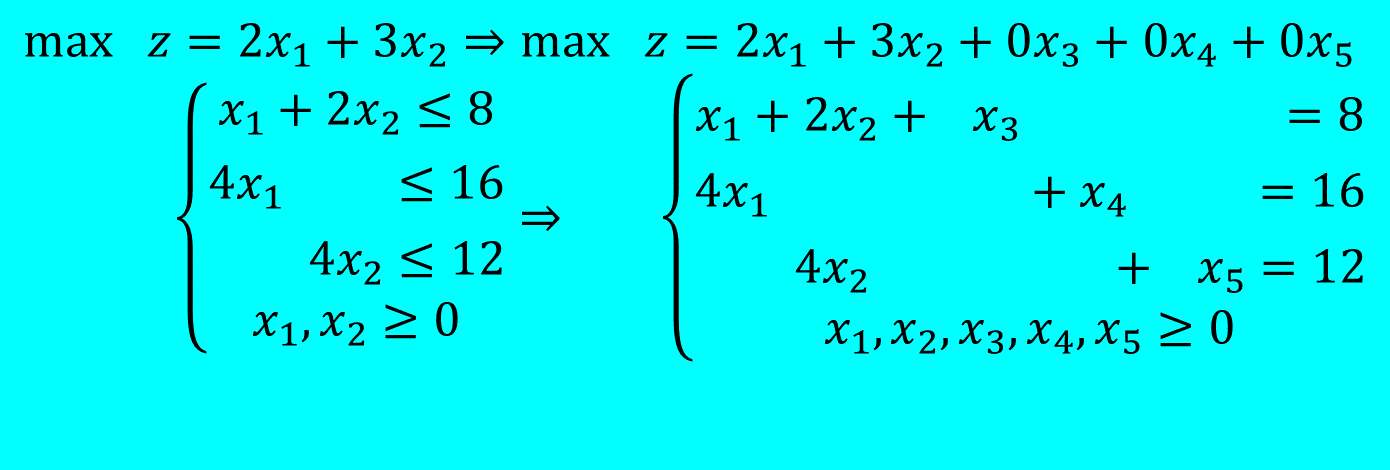 max z = 2x₁ + 3x₂ ⇒ max z = 2x₁ + 3x₂ + 0x₃ + 0x₄ + 0x₅
{ x₁ + 2x₂ ≤ 8
4x₁ ≤ 16
4x₂ ≤ 12
x₁, x₂ ≥ 0
⇒
{ x₁ + 2x₂ + x₃ = 8
4x₁ + x₄ = 16
4x₂ + x₅ = 12
x₁, x₂, x₃, x₄, x₅ ≥ 0